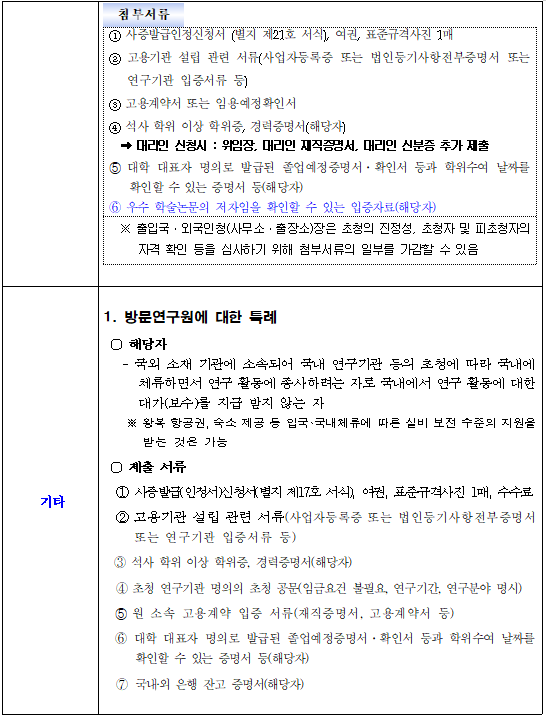 첨부서류
① 사증발급인정신청서 (별지 제21호 서식), 여권, 표준규격사진 1매
② 고용기관 설립 관련 서류(사업자등록증 또는 법인등기사항전부증명서 또는
연구기관 입증서류 등)
③ 고용계약서 또는 임용예정확인서
④ 석사 학위 이상 학위증, 경력증명서(해당자)
➜ 대리인 신청시 : 위임장, 대리인 재직증명서, 대리인 신분증 추가 제출
⑤ 대학 대표자 명의로 발급된 졸업예정증명서·확인서 등과 학위수여 날짜를
확인할 수 있는 증명서 등(해당자)
⑥ 우수 학술논문의 저자임을 확인할 수 있는 입증자료(해당자)
※ 출입국·외국인청(사무소·출장소)장은 초청의 진정성, 초청자 및 피초청자의
자격 확인 등을 심사하기 위해 첨부서류의 일부를 가감할 수 있음
기타
1. 방문연구원에 대한 특례
○ 해당자
- 국외 소재 기관에 소속되어 국내 연구기관 등의 초청에 따라 국내에
체류하면서 연구 활동에 종사하려는 자로 국내에서 연구 활동에 대한
대가(보수)를 지급 받지 않는 자
※ 왕복 항공권, 숙소 제공 등 입국·국내체류에 따른 실비 보전 수준의 지원을
받는 것은 가능
○ 제출 서류
① 사증발급(인정서)신청서(별지 제17호 서식), 여권, 표준규격사진 1매, 수수료
② 고용기관 설립 관련 서류(사업자등록증 또는 법인등기사항전부증명서
또는 연구기관 입증서류 등)
③ 석사 학위 이상 학위증, 경력증명서(해당자)
④ 초청 연구기관 명의의 초청 공문(임금요건 불필요, 연구기간, 연구분야 명시)
⑤ 원 소속 고용계약 입증 서류(재직증명서, 고용계약서 등)
⑥ 대학 대표자 명의로 발급된 졸업예정증명서·확인서 등과 학위수여 날짜를
확인할 수 있는 증명서 등(해당자)
⑦ 국내·외 은행 잔고 증명서(해당자)